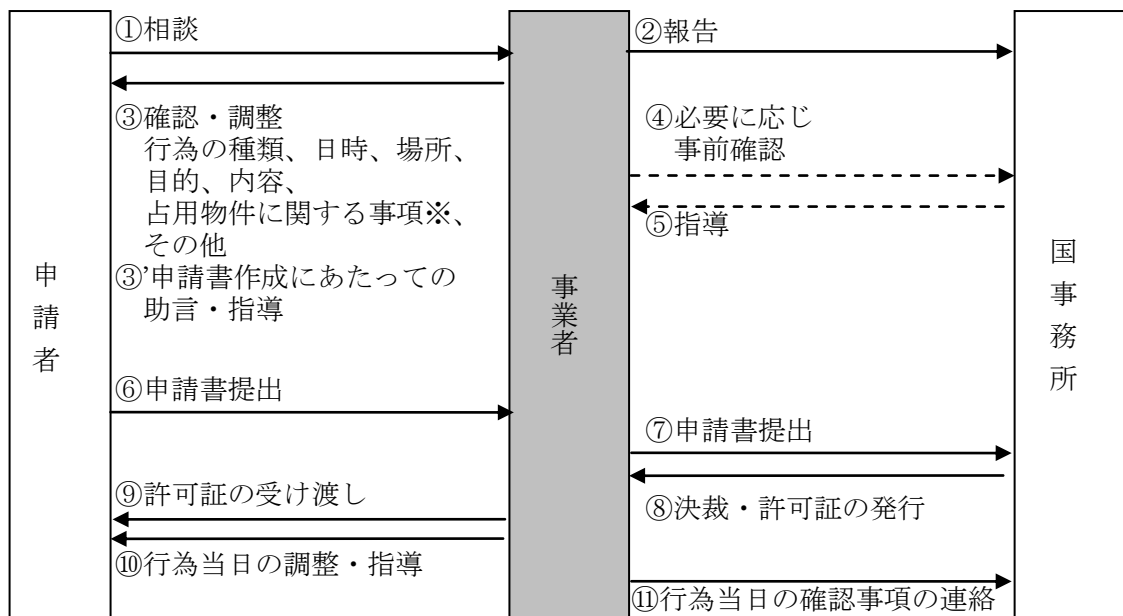 ①相談
②報告
③確認・調整
行為の種類、日時、場所、
目的、内容、
占用物件に関する事項※、
その他
③’申請書作成にあたっての
助言・指導
④必要に応じ
事前確認
⑤指導
申請者
事業者
国事務所
⑥申請書提出
⑦申請書提出
⑧決裁・許可証の発行
⑨許可証の受け渡し
⑩行為当日の調整・指導
⑪行為当日の確認事項の連絡